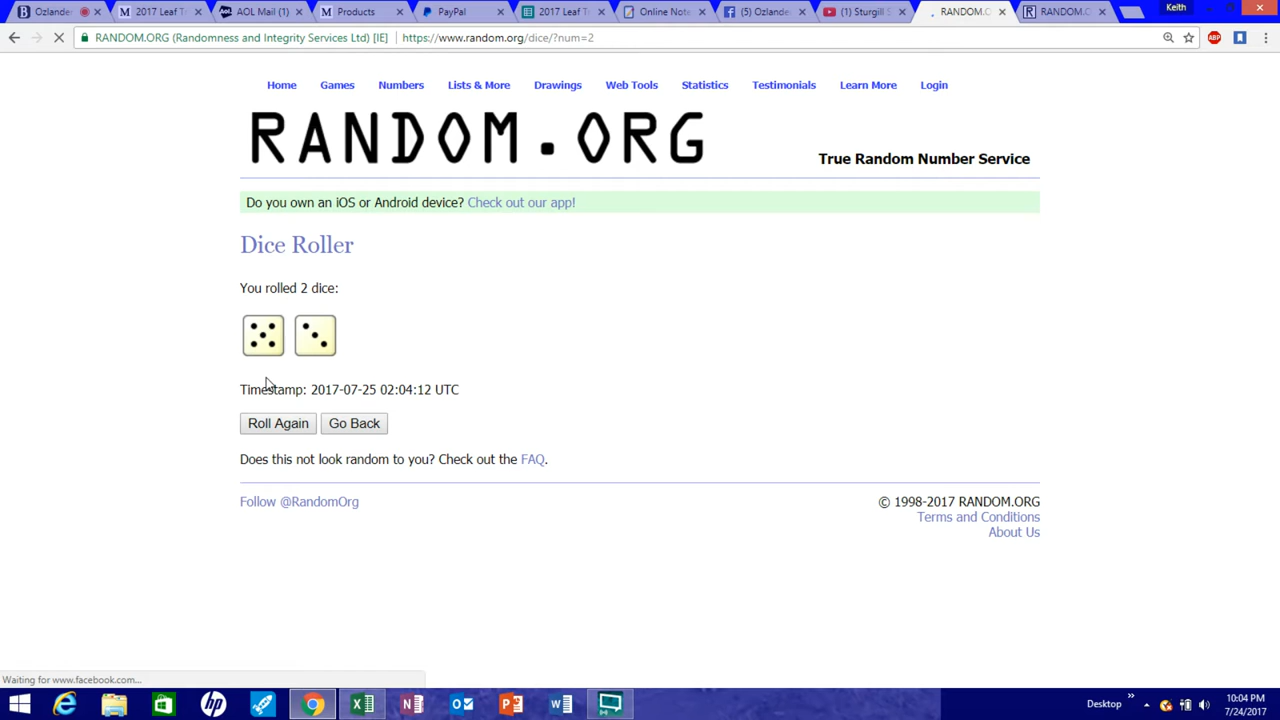 Ozlande
2017 Leaf Tr
AOL Mail (1)
Products
PayPal
2017 Leaf Tr
Online Note
(5) Ozlande
(1) Sturgill S
RANDOM.O
RANDOM.O
Keith
RANDOM.ORG (Randomness and Integrity Services Ltd) [IE] https://www.random.org/dice/?num=2
ABP
Home Games Numbers Lists & More Drawings Web Tools Statistics Testimonials Learn More Login
RANDOM.ORG
True Random Number Service
Do you own an iOS or Android device? Check out our app!
Dice Roller
You rolled 2 dice:
Timestamp: 2017-07-25 02:04:12 UTC
Roll Again Go Back
Does this not look random to you? Check out the FAQ.
Follow @RandomOrg
© 1998-2017 RANDOM.ORG
Terms and Conditions
About Us
Waiting for www.facebook.com...
Desktop
10:04 PM
7/24/2017